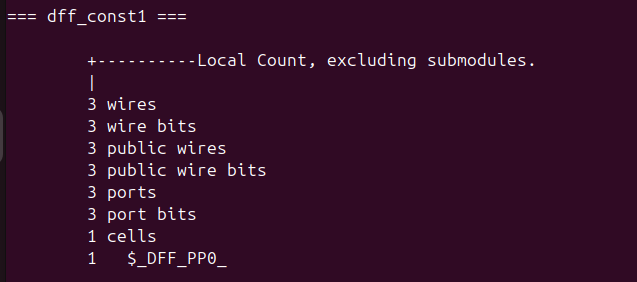 === dff_const1 ===
+----------Local Count, excluding submodules.
|
3 wires
3 wire bits
3 public wires
3 public wire bits
3 ports
3 port bits
1 cells
1   $_DFF_PP0_